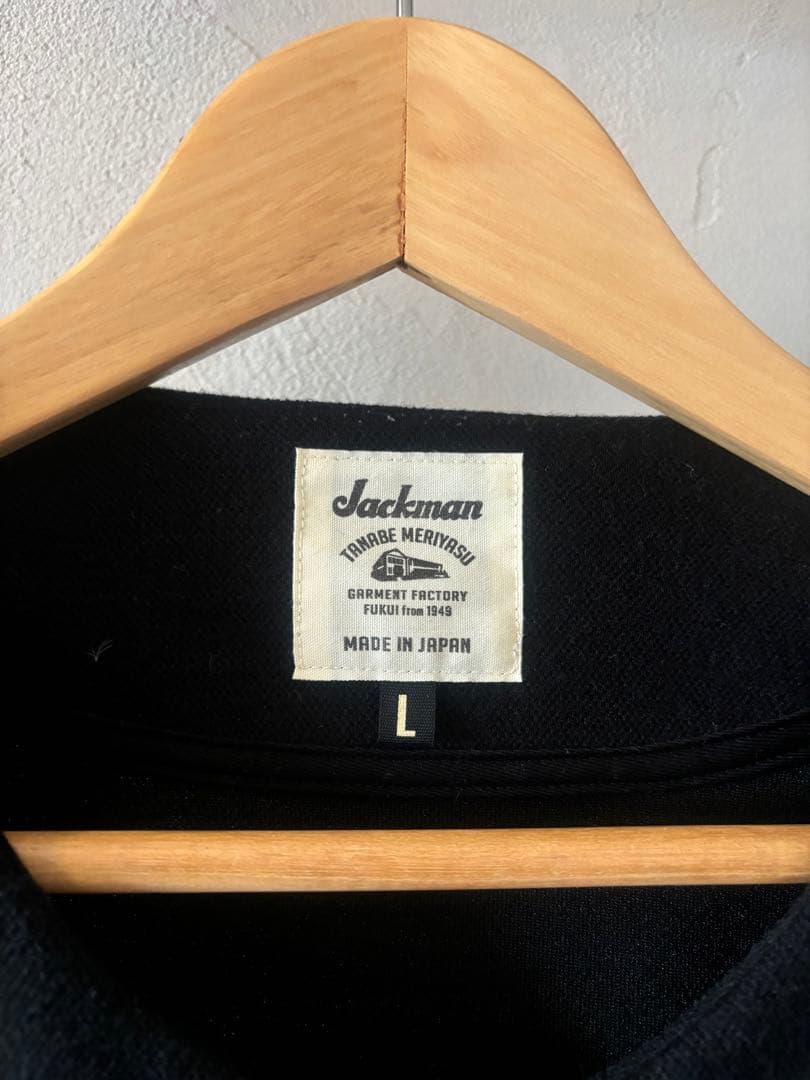 Jackman
TANABE MERIYASU
GARMENT FACTORY
FUKUI from 1949
MADE IN JAPAN
L